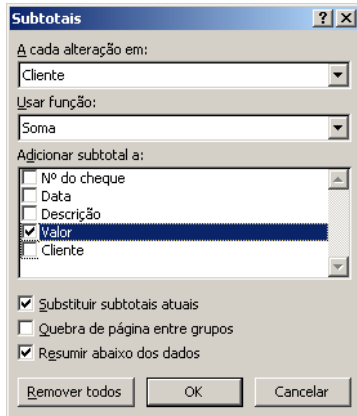 Subtotais
A cada alteração em:
Cliente
Usar função:
Soma
Adicionar subtotal a:
Nº do cheque
Data
Descrição
Valor
Cliente
Substituir subtotais atuais
Quebra de página entre grupos
Resumir abaixo dos dados
Remover todos OK Cancelar